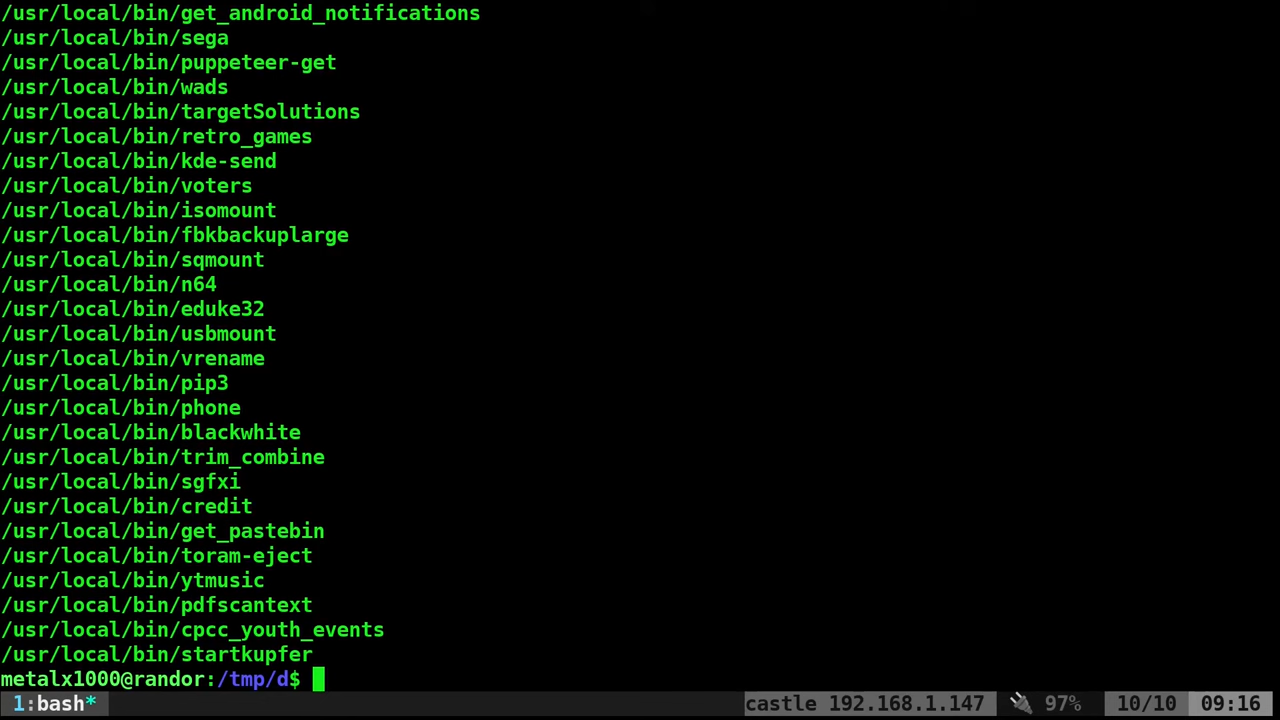 /usr/local/bin/get_android_notifications
/usr/local/bin/sega
/usr/local/bin/puppeteer-get
/usr/local/bin/wads
/usr/local/bin/targetSolutions
/usr/local/bin/retro_games
/usr/local/bin/kde-send
/usr/local/bin/voters
/usr/local/bin/isomount
/usr/local/bin/fbkbackuplarge
/usr/local/bin/sqmount
/usr/local/bin/n64
/usr/local/bin/eduke32
/usr/local/bin/usbmount
/usr/local/bin/vrename
/usr/local/bin/pip3
/usr/local/bin/phone
/usr/local/bin/blackwhite
/usr/local/bin/trim_combine
/usr/local/bin/sgfxi
/usr/local/bin/credit
/usr/local/bin/get_pastebin
/usr/local/bin/toram-eject
/usr/local/bin/ytmusic
/usr/local/bin/pdfscantext
/usr/local/bin/cpcc_youth_events
/usr/local/bin/startkupfer
metalx1000@randor:/tmp/d$
1:bash* castle 192.168.1.147 🔌 97% 10/10 09:16